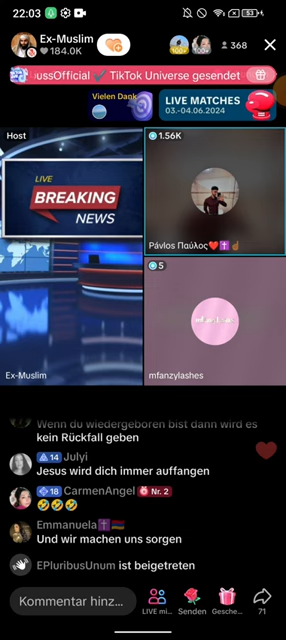 22:03
53
Ex-Muslim
184.0K
100+
100+
368
ussOfficial ✔️ TikTok Universe gesendet
Vielen Dank
LIVE MATCHES
03.-04.06.2024
Host
1.56K
LIVE
BREAKING
NEWS
Pávlos Παύλος❤️✝️☝🏽
5
Ex-Muslim
mfanzylashes
Wenn du wiedergeboren bist dann wird es
kein Rückfall geben
14 Julyi
Jesus wird dich immer auffangen
18 CarmenAngel Nr. 2
🤣🤣🤣
Emmanuela✝️🇦🇲
Und wir machen uns sorgen
EPluribusUnum ist beigetreten
Kommentar hinz...
LIVE mi...
Senden
Gesche...
71